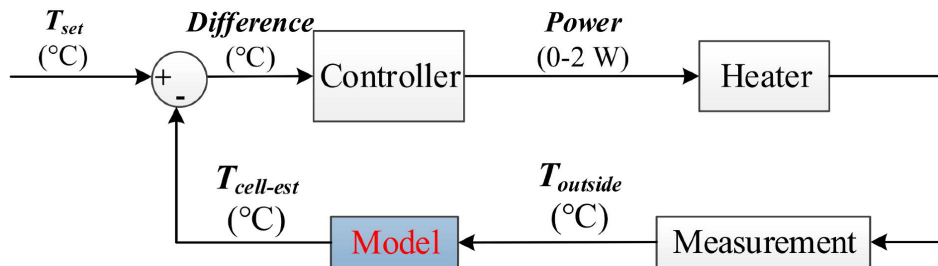 T_set
(°C)
+
-
Difference
(°C)
Controller
Power
(0-2 W)
Heater
T_cell-est
(°C)
Model
T_outside
(°C)
Measurement